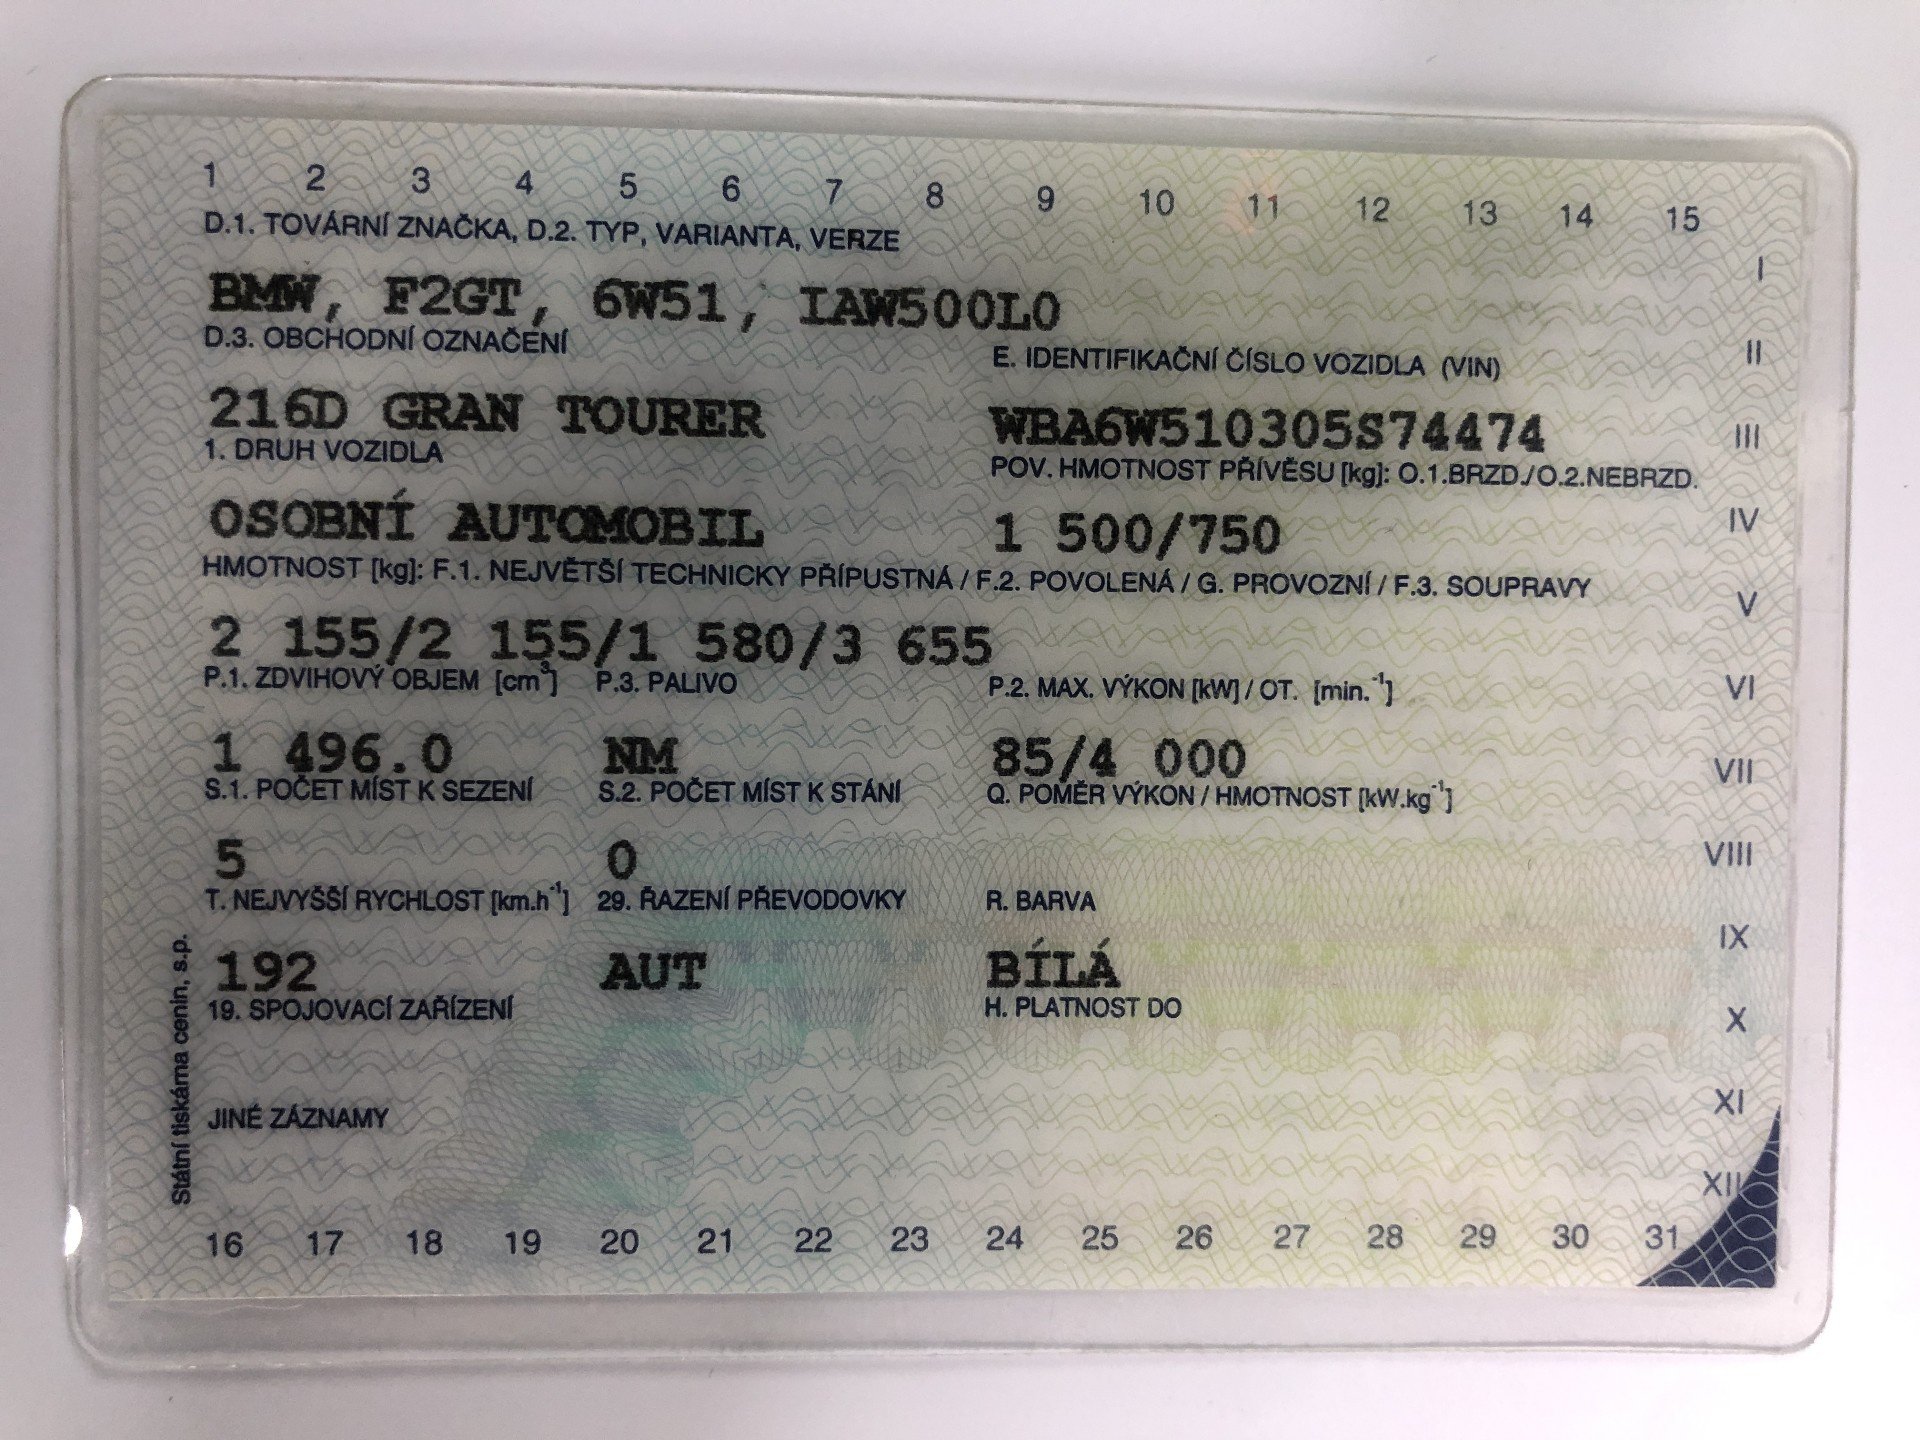 1 2 3 4 5 6 7 8 9 10 11 12 13 14 15
D.1. TOVÁRNÍ ZNAČKA, D.2. TYP, VARIANTA, VERZE
I
BMW, F2GT, 6W51, IAW500L0
D.3. OBCHODNÍ OZNAČENÍ E. IDENTIFIKAČNÍ ČÍSLO VOZIDLA (VIN)
II
216D GRAN TOURER WBA6W510305S74474
III
1. DRUH VOZIDLA POV. HMOTNOST PŘÍVĚSU [kg]: O.1.BRZD./O.2.NEBRZD.
OSOBNÍ AUTOMOBIL 1 500/750
IV
HMOTNOST [kg]: F.1. NEJVĚTŠÍ TECHNICKY PŘÍPUSTNÁ / F.2. POVOLENÁ / G. PROVOZNÍ / F.3. SOUPRAVY
V
2 155/2 155/1 580/3 655
P.1. ZDVIHOVÝ OBJEM [cm³] P.3. PALIVO P.2. MAX. VÝKON [kW] / OT. [min.⁻¹]
VI
1 496.0 NM 85/4 000
VII
S.1. POČET MÍST K SEZENÍ S.2. POČET MÍST K STÁNÍ Q. POMĚR VÝKON / HMOTNOST [kW.kg⁻¹]
5 0
VIII
T. NEJVYŠŠÍ RYCHLOST [km.h⁻¹] 29. ŘAZENÍ PŘEVODOVKY R. BARVA
IX
192 AUT BÍLÁ
19. SPOJOVACÍ ZAŘÍZENÍ H. PLATNOST DO
X
JINÉ ZÁZNAMY
XI
XII
16 17 18 19 20 21 22 23 24 25 26 27 28 29 30 31
Státní tiskárna cenin, s.p.